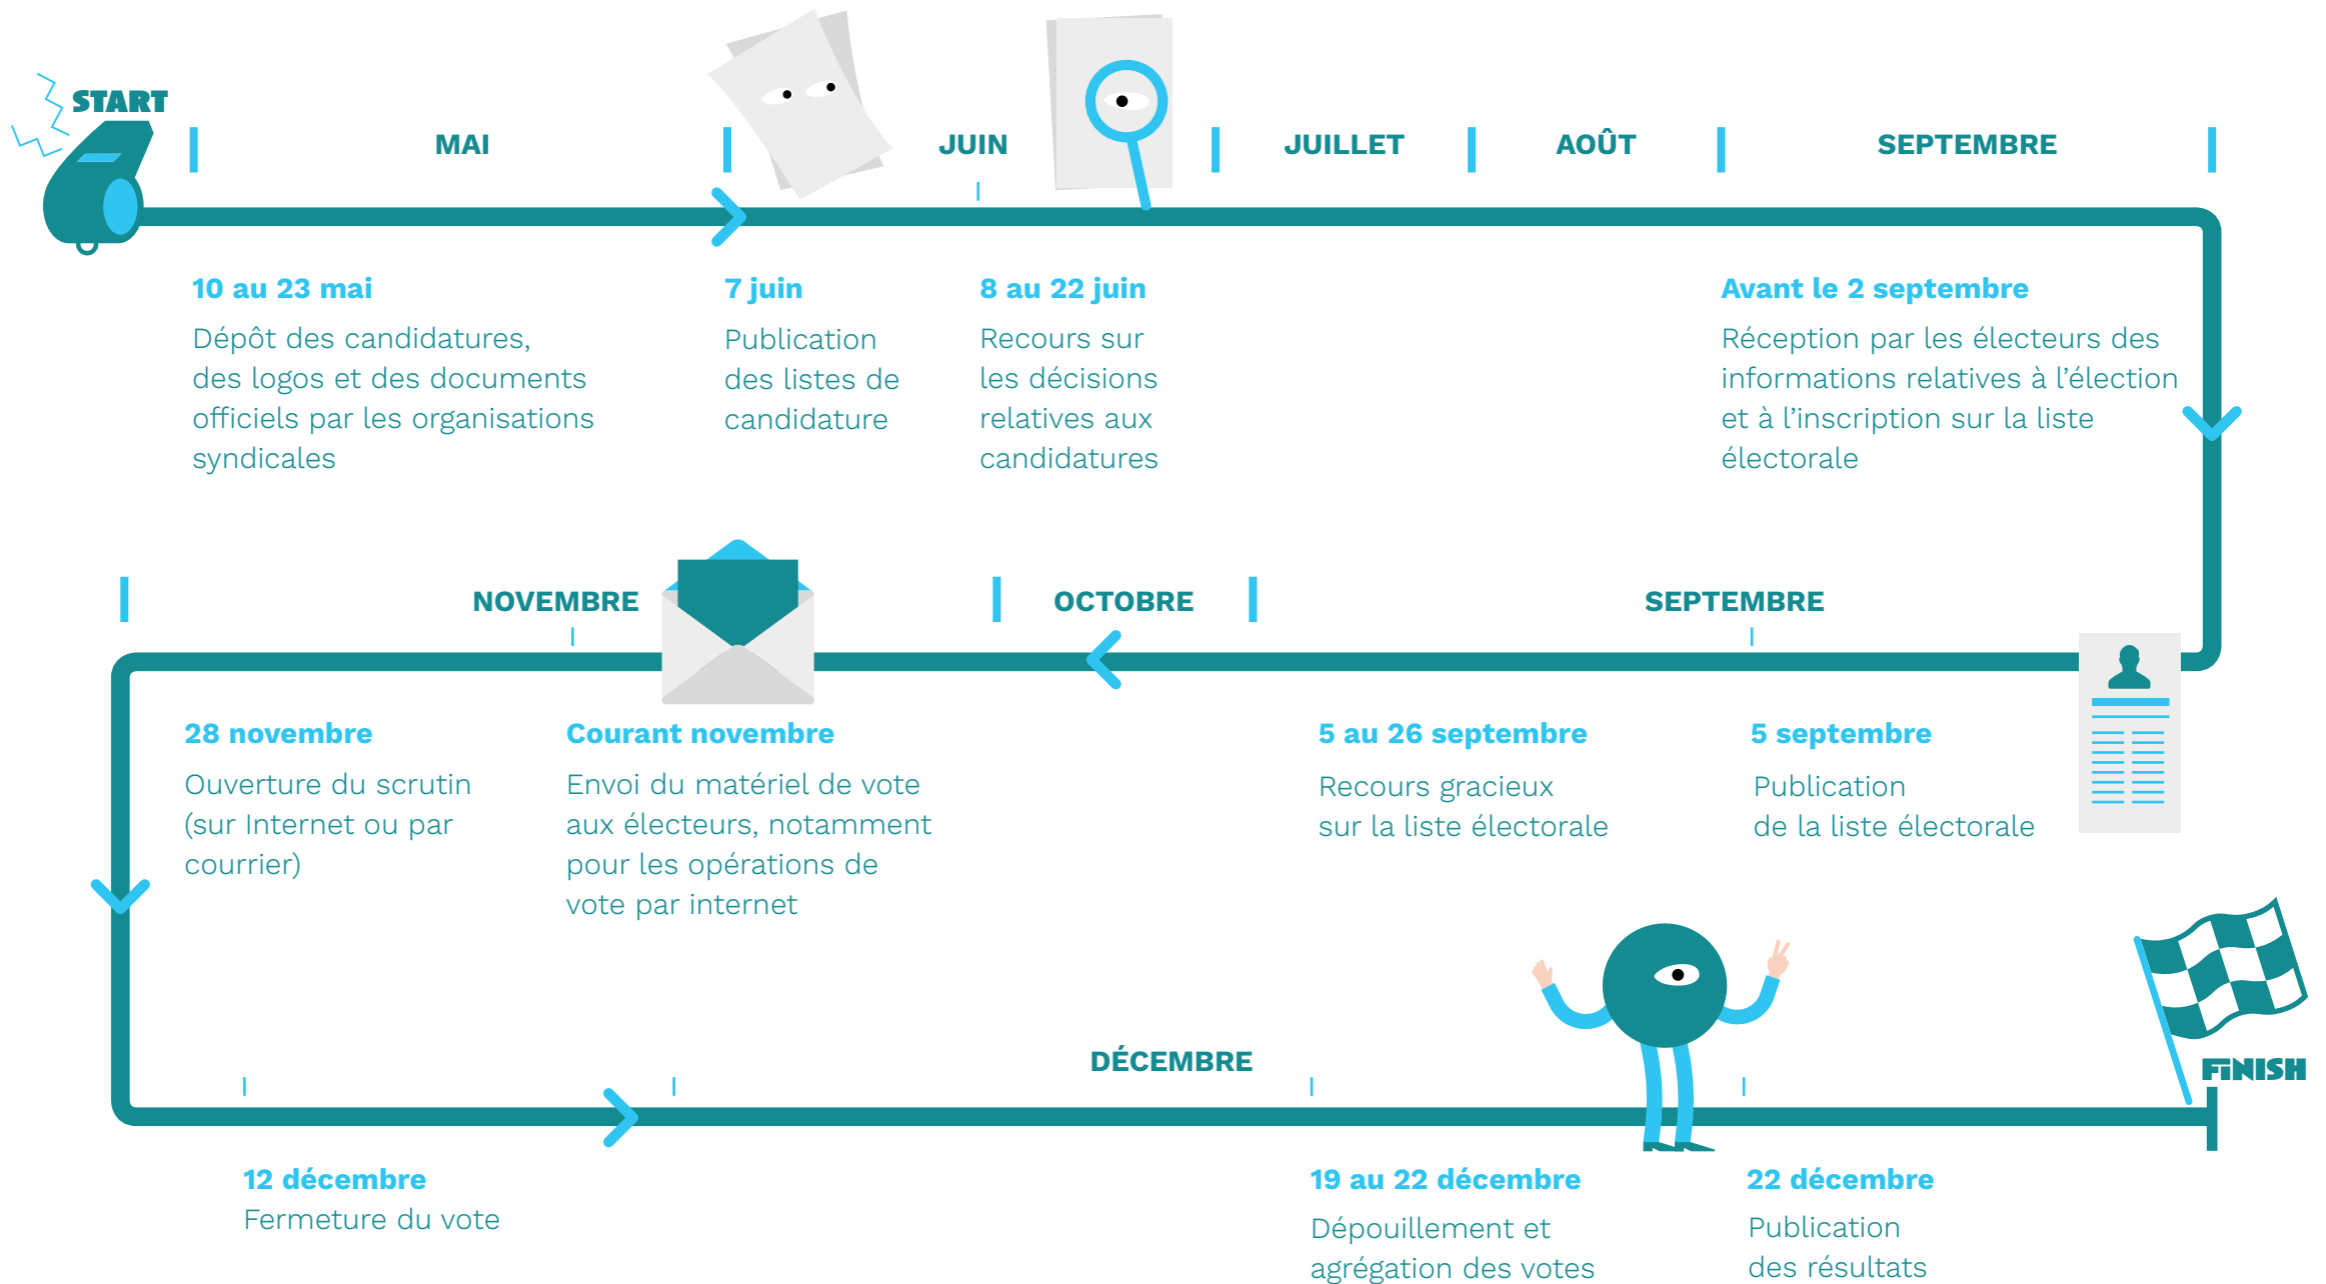 START
MAI
JUIN
JUILLET
AOÛT
SEPTEMBRE
10 au 23 mai
Dépôt des candidatures,
des logos et des documents
officiels par les organisations
syndicales
7 juin
Publication
des listes de
candidature
8 au 22 juin
Recours sur
les décisions
relatives aux
candidatures
Avant le 2 septembre
Réception par les électeurs des
informations relatives à l’élection
et à l’inscription sur la liste
électorale
NOVEMBRE
OCTOBRE
SEPTEMBRE
28 novembre
Ouverture du scrutin
(sur Internet ou par
courrier)
Courant novembre
Envoi du matériel de vote
aux électeurs, notamment
pour les opérations de
vote par internet
5 au 26 septembre
Recours gracieux
sur la liste électorale
5 septembre
Publication
de la liste électorale
DÉCEMBRE
FiNISH
12 décembre
Fermeture du vote
19 au 22 décembre
Dépouillement et
agrégation des votes
22 décembre
Publication
des résultats